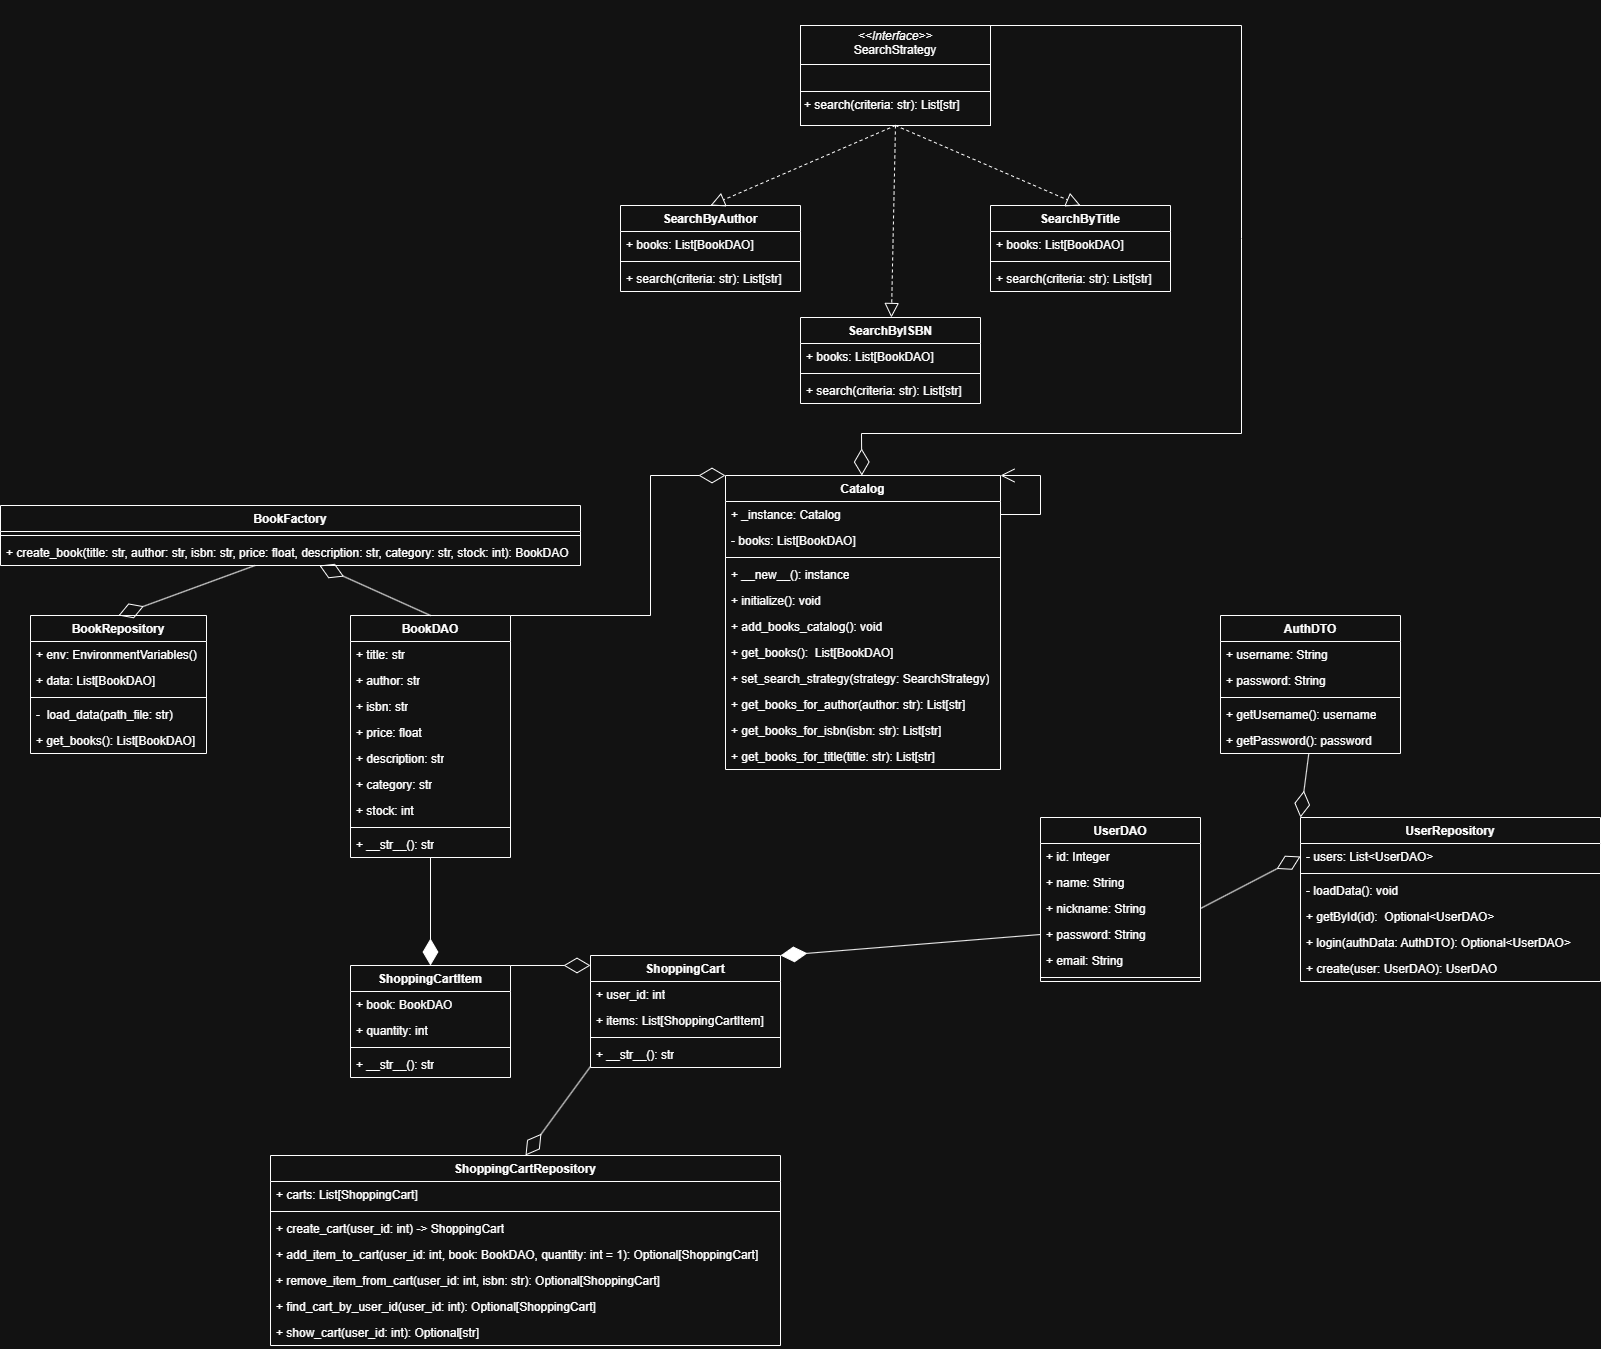 <<Interface>>
SearchStrategy
+ search(criteria: str): List[str]
SearchByAuthor
+ books: List[BookDAO]
+ search(criteria: str): List[str]
SearchByTitle
+ books: List[BookDAO]
+ search(criteria: str): List[str]
SearchByISBN
+ books: List[BookDAO]
+ search(criteria: str): List[str]
Catalog
+ _instance: Catalog
- books: List[BookDAO]
+ __new__(): instance
+ initialize(): void
+ add_books_catalog(): void
+ get_books():  List[BookDAO]
+ set_search_strategy(strategy: SearchStrategy)
+ get_books_for_author(author: str): List[str]
+ get_books_for_isbn(isbn: str): List[str]
+ get_books_for_title(title: str): List[str]
BookFactory
+ create_book(title: str, author: str, isbn: str, price: float, description: str, category: str, stock: int): BookDAO
BookRepository
+ env: EnvironmentVariables()
+ data: List[BookDAO]
-  load_data(path_file: str)
+ get_books(): List[BookDAO]
BookDAO
+ title: str
+ author: str
+ isbn: str
+ price: float
+ description: str
+ category: str
+ stock: int
+ __str__(): str
AuthDTO
+ username: String
+ password: String
+ getUsername(): username
+ getPassword(): password
UserDAO
+ id: Integer
+ name: String
+ nickname: String
+ password: String
+ email: String
UserRepository
- users: List<UserDAO>
- loadData(): void
+ getById(id):  Optional<UserDAO>
+ login(authData: AuthDTO): Optional<UserDAO>
+ create(user: UserDAO): UserDAO
ShoppingCartItem
+ book: BookDAO
+ quantity: int
+ __str__(): str
ShoppingCart
+ user_id: int
+ items: List[ShoppingCartItem]
+ __str__(): str
ShoppingCartRepository
+ carts: List[ShoppingCart]
+ create_cart(user_id: int) -> ShoppingCart
+ add_item_to_cart(user_id: int, book: BookDAO, quantity: int = 1): Optional[ShoppingCart]
+ remove_item_from_cart(user_id: int, isbn: str): Optional[ShoppingCart]
+ find_cart_by_user_id(user_id: int): Optional[ShoppingCart]
+ show_cart(user_id: int): Optional[str]